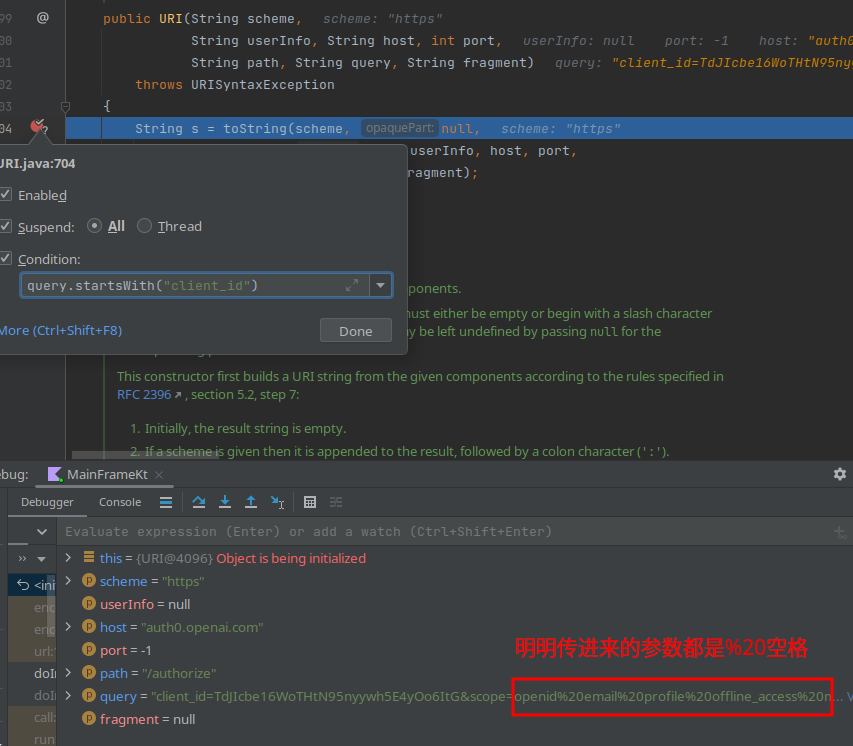 99 @ public URI(String scheme, scheme: "https"
00 String userInfo, String host, int port, userInfo: null port: -1 host: "auth0
01 String path, String query, String fragment) query: "client_id=TdJIcbe16WoTHtN95nyy
02 throws URISyntaxException
03 {
04 String s = toString(scheme, opaquePart: null, scheme: "https"
userInfo, host, port,
ragment);
URI.java:704
Enabled
Suspend: All Thread
Condition:
query.startsWith("client_id")
More (Ctrl+Shift+F8) Done
ponents.
nust either be empty or begin with a slash character
y be left undefined by passing null for the
This constructor first builds a URI string from the given components according to the rules specified in
RFC 2396 , section 5.2, step 7:
1. Initially, the result string is empty.
2. If a scheme is given then it is appended to the result, followed by a colon character (':').
ebug: MainFrameKt
Debugger Console
Evaluate expression (Enter) or add a watch (Ctrl+Shift+Enter)
this = {URI@4096} Object is being initialized
scheme = "https"
<ini
userInfo = null
enc
host = "auth0.openai.com"
enc
明明传进来的参数都是%20空格
port = -1
url:
path = "/authorize"
doIn
query = "client_id=TdJIcbe16WoTHtN95nyywh5E4yOo6ItG&scope=openid%20email%20profile%20offline_access%20n... V
doIn
fragment = null
call:
run